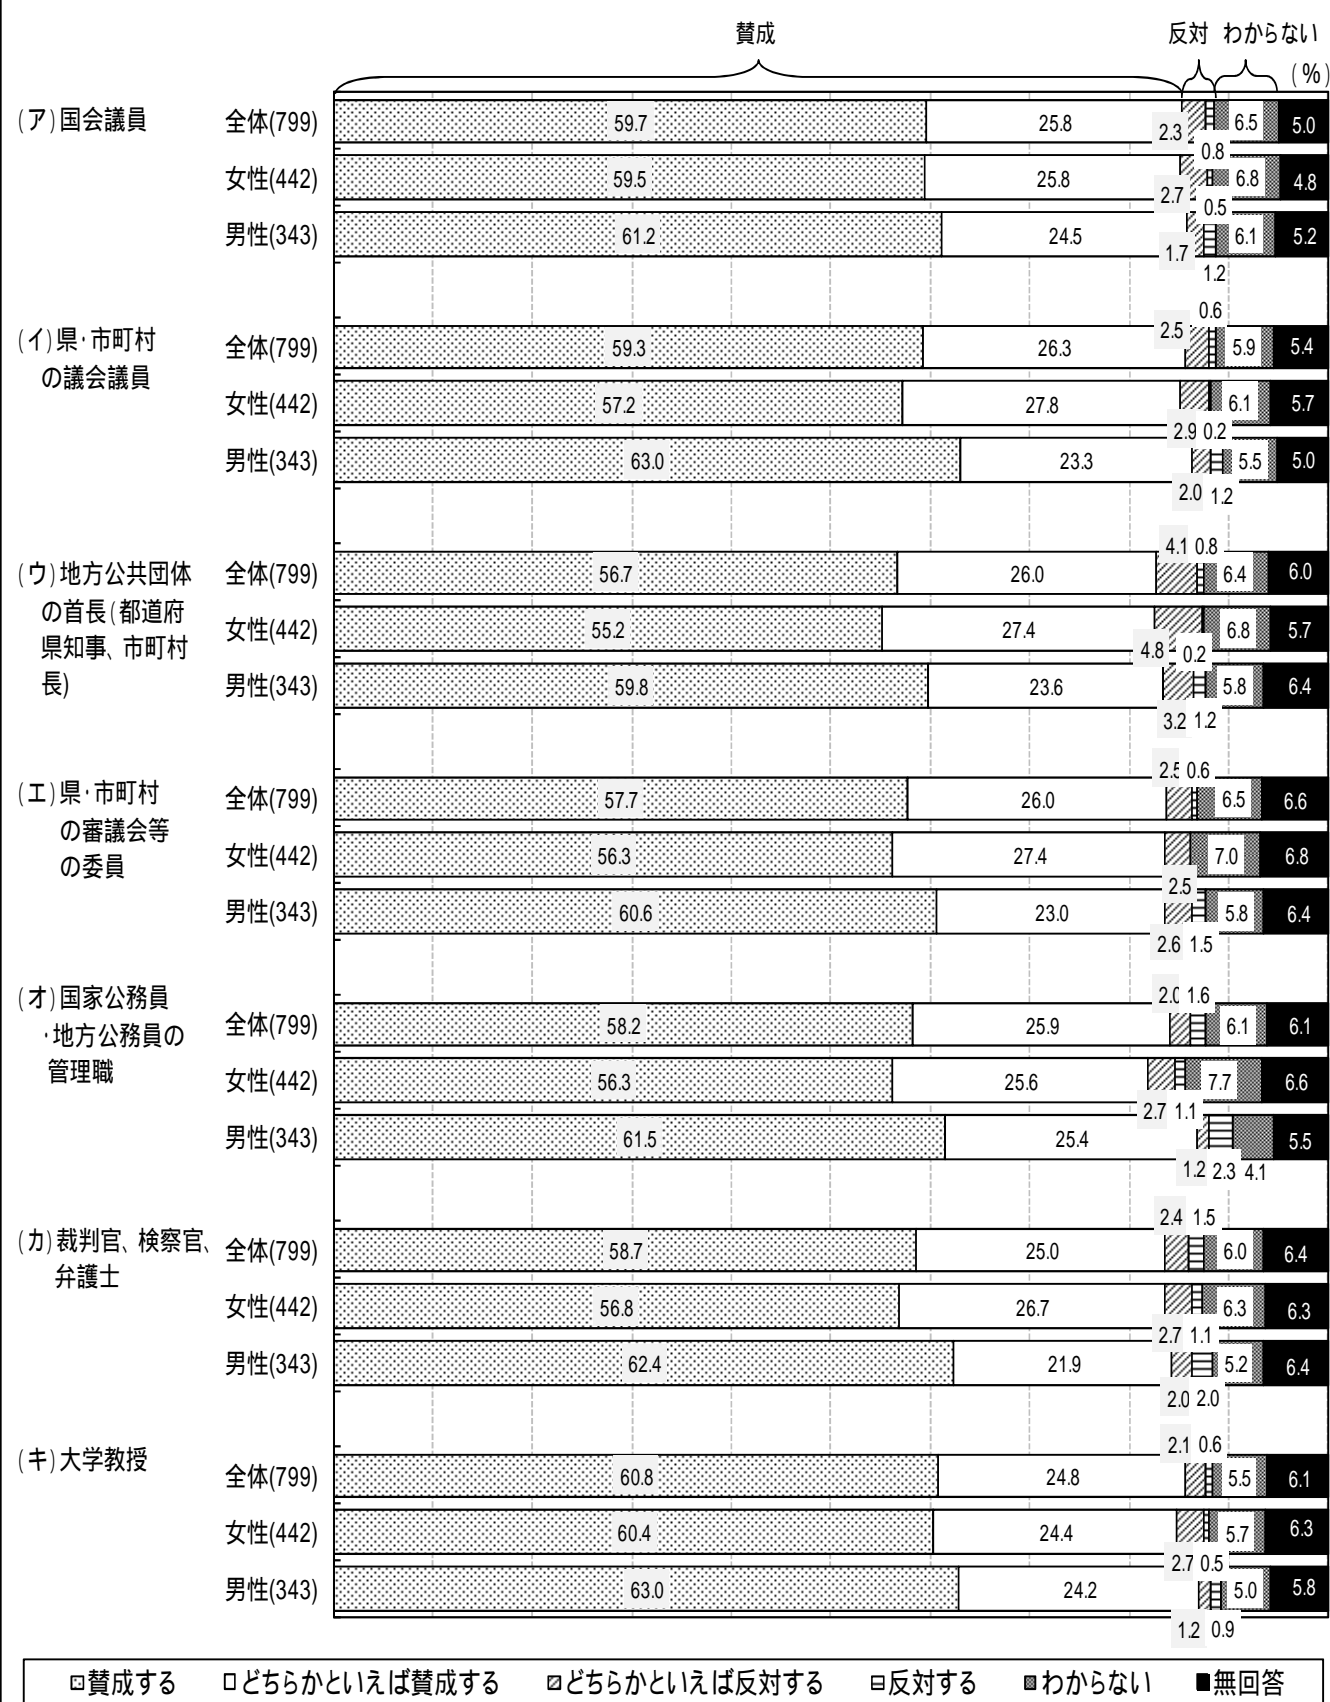 賛成 反対 わからない
(%)
(ア)国会議員 全体(799) 59.7 25.8 2.3 0.8 6.5 5.0
女性(442) 59.5 25.8 2.7 0.5 6.8 4.8
男性(343) 61.2 24.5 1.7 1.2 6.1 5.2
(イ)県・市町村 全体(799) 59.3 26.3 2.5 0.6 5.9 5.4
の議会議員
女性(442) 57.2 27.8 2.9 0.2 6.1 5.7
男性(343) 63.0 23.3 2.0 1.2 5.5 5.0
(ウ)地方公共団体 全体(799) 56.7 26.0 4.1 0.8 6.4 6.0
の首長(都道府
女性(442) 55.2 27.4 4.8 0.2 6.8 5.7
県知事、市町村
長) 男性(343) 59.8 23.6 3.2 1.2 5.8 6.4
(エ)県・市町村 全体(799) 57.7 26.0 2.5 0.6 6.5 6.6
の審議会等
の委員 女性(442) 56.3 27.4 2.5 7.0 6.8
男性(343) 60.6 23.0 2.6 1.5 5.8 6.4
(オ)国家公務員 全体(799) 58.2 25.9 2.0 1.6 6.1 6.1
・地方公務員の
管理職 女性(442) 56.3 25.6 2.7 1.1 7.7 6.6
男性(343) 61.5 25.4 1.2 2.3 4.1 5.5
(カ)裁判官、検察官、 全体(799) 58.7 25.0 2.4 1.5 6.0 6.4
弁護士
女性(442) 56.8 26.7 2.7 1.1 6.3 6.3
男性(343) 62.4 21.9 2.0 2.0 5.2 6.4
(キ)大学教授 全体(799) 60.8 24.8 2.1 0.6 5.5 6.1
女性(442) 60.4 24.4 2.7 0.5 5.7 6.3
男性(343) 63.0 24.2 1.2 0.9 5.0 5.8
賛成する どちらかといえば賛成する どちらかといえば反対する 反対する わからない 無回答